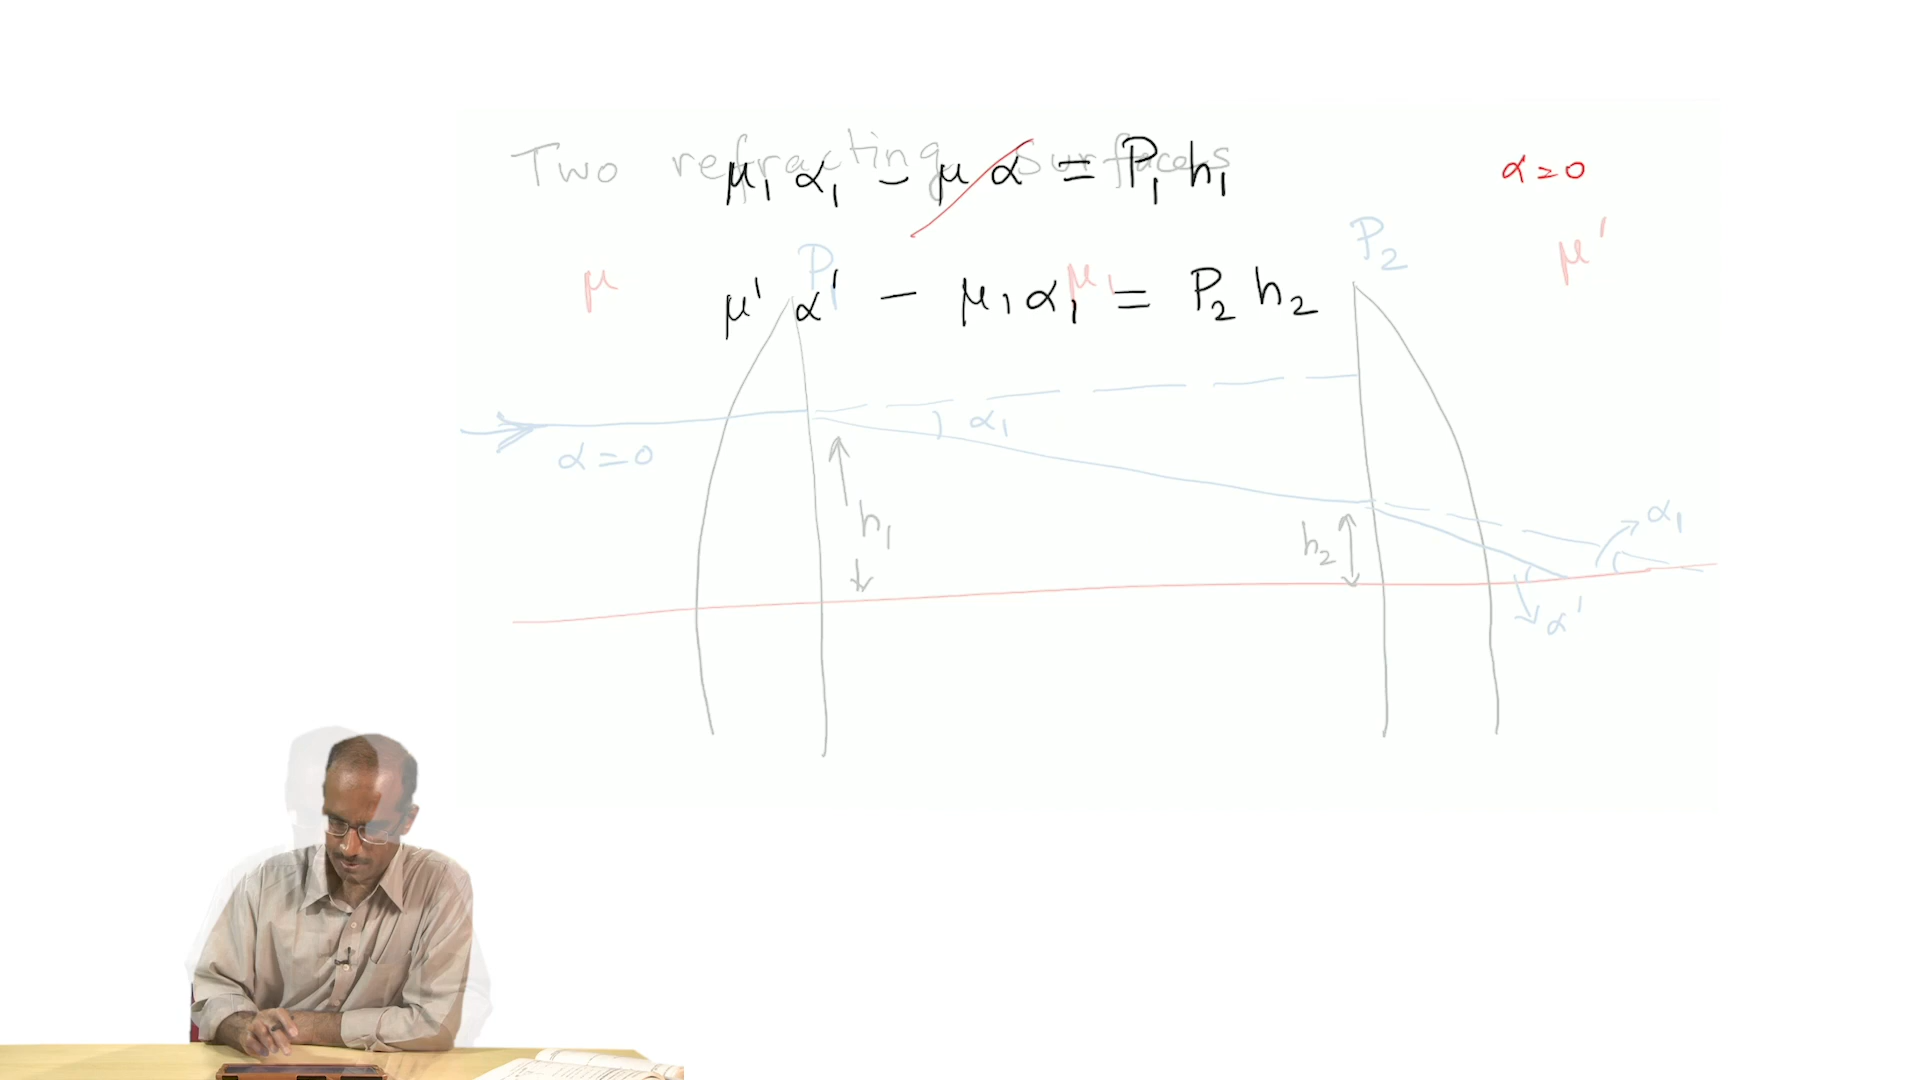 Two refracting surfaces
μ₁ α₁ - μ α = P₁ h₁
α = 0
μ
P₁
μ' α' - μ₁ α₁ = P₂ h₂
μ₁
P₂
μ'
α = 0
α₁
h₁
h₂
α₁
α'